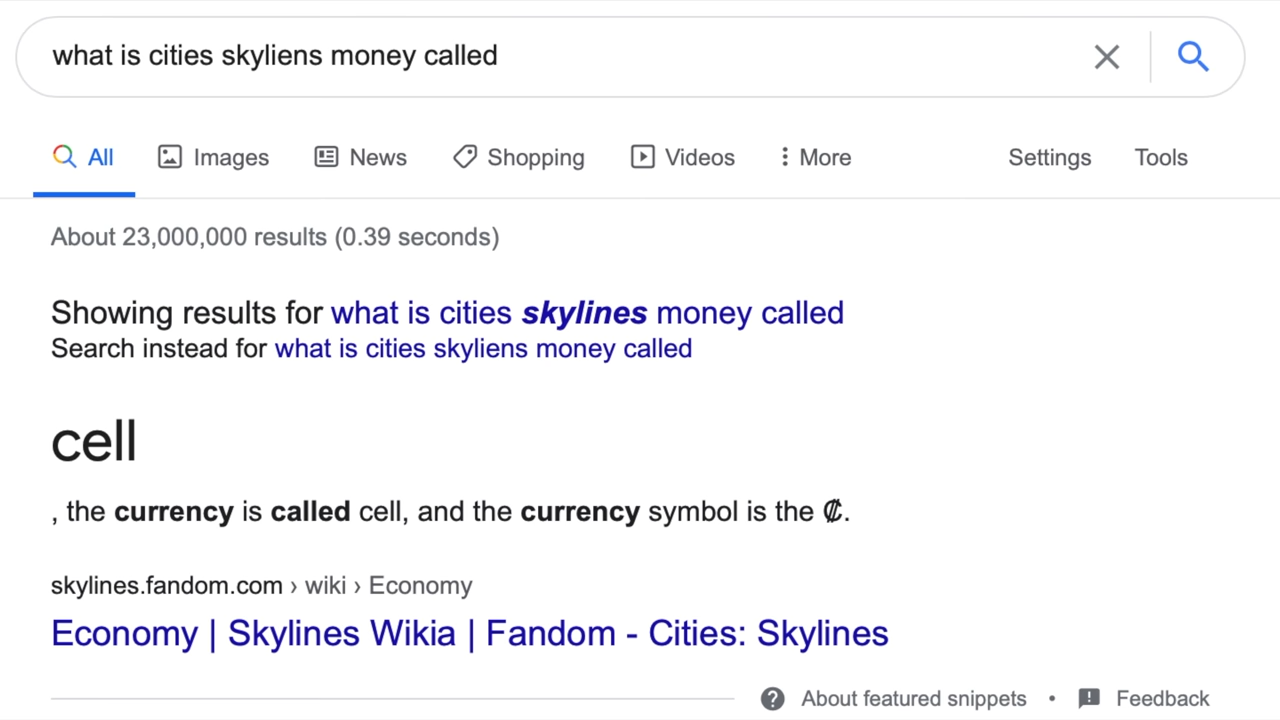 what is cities skyliens money called
All Images News Shopping Videos More Settings Tools
About 23,000,000 results (0.39 seconds)
Showing results for what is cities skylines money called
Search instead for what is cities skyliens money called
cell
, the currency is called cell, and the currency symbol is the ₡.
skylines.fandom.com › wiki › Economy
Economy | Skylines Wikia | Fandom - Cities: Skylines
About featured snippets • Feedback